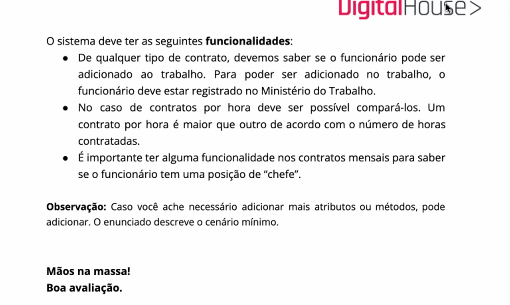 DigitalHouse>
O sistema deve ter as seguintes funcionalidades:
● De qualquer tipo de contrato, devemos saber se o funcionário pode ser
adicionado ao trabalho. Para poder ser adicionado no trabalho, o
funcionário deve estar registrado no Ministério do Trabalho.
● No caso de contratos por hora deve ser possível compará-los. Um
contrato por hora é maior que outro de acordo com o número de horas
contratadas.
● É importante ter alguma funcionalidade nos contratos mensais para saber
se o funcionário tem uma posição de “chefe”.
Observação: Caso você ache necessário adicionar mais atributos ou métodos, pode
adicionar. O enunciado descreve o cenário mínimo.
Mãos na massa!
Boa avaliação.